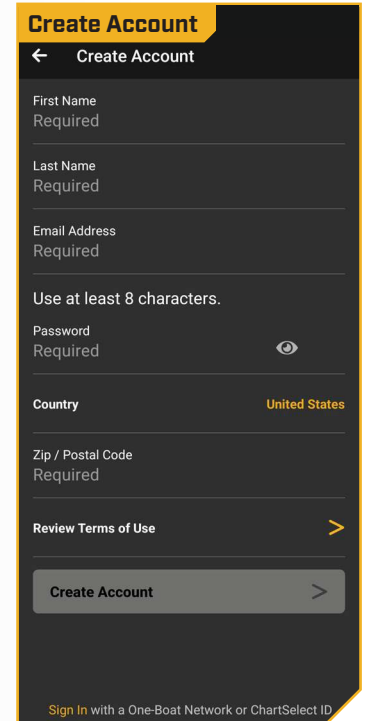 Create Account
Create Account
First Name
Required
Last Name
Required
Email Address
Required
Use at least 8 characters.
Password
Required
Country United States
Zip / Postal Code
Required
Review Terms of Use
Create Account
Sign In with a One-Boat Network or ChartSelect ID